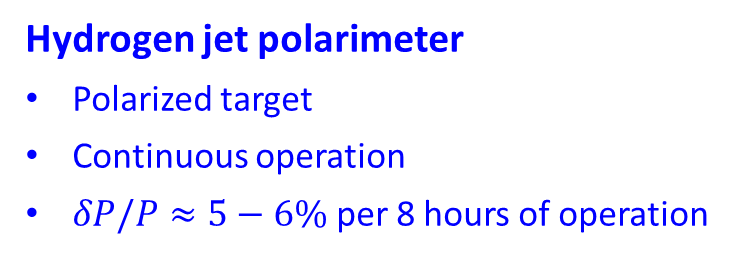 Hydrogen jet polarimeter
• Polarized target
• Continuous operation
• δP/P ≈ 5 − 6% per 8 hours of operation